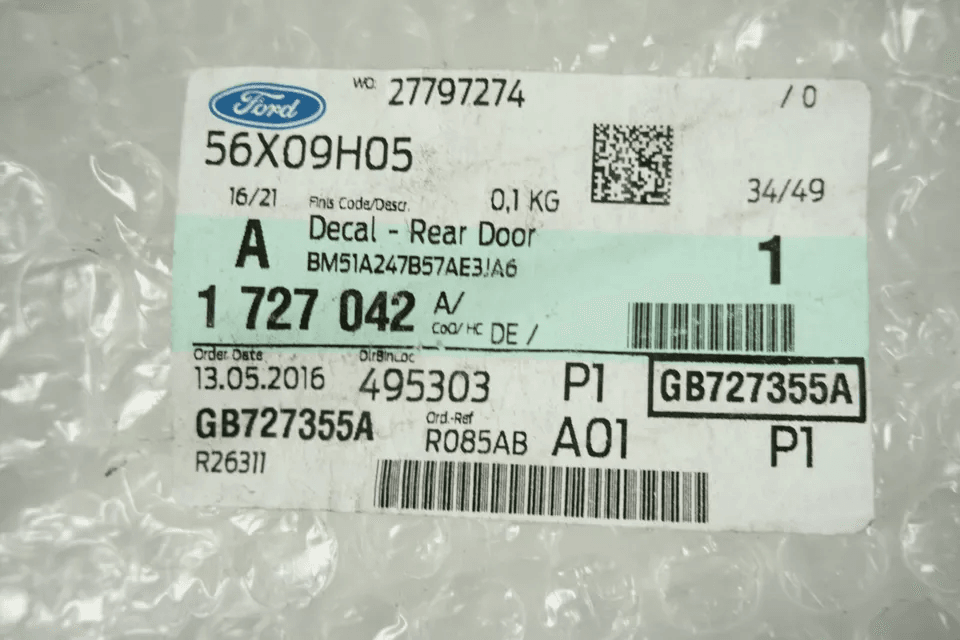 Ford
WO: 27797274 / 0
56X09H05
16/21 Finis Code/Descr. 0,1 KG 34/49
A Decal - Rear Door 1
BM51A247B57AE3JA6
1 727 042 A/
CoO/HC DE /
Order Date DlrBinLoc
13.05.2016 495303 P1 GB727355A
GB727355A Ord.-Ref R085AB A01 P1
R26311